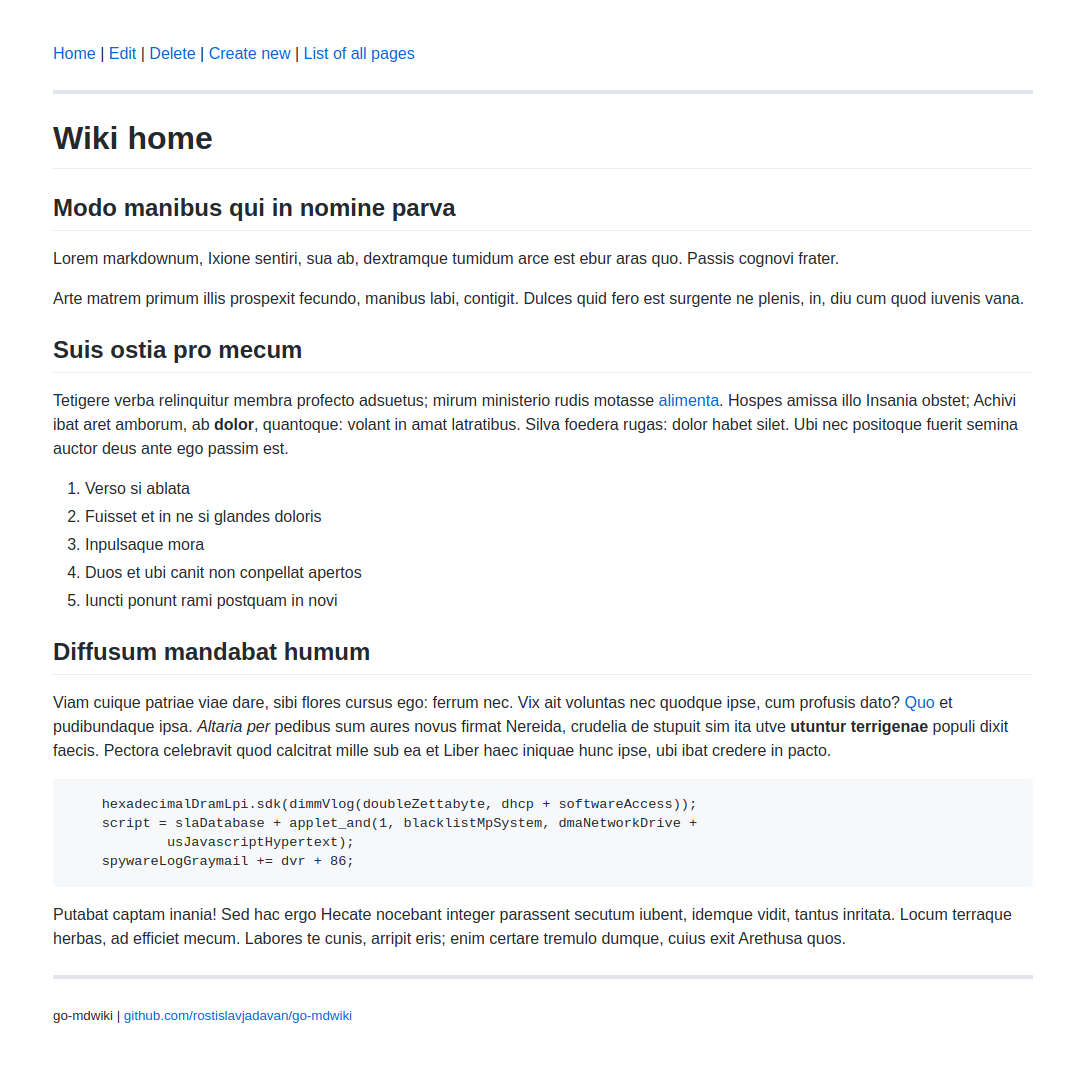 Home | Edit | Delete | Create new | List of all pages
Wiki home
Modo manibus qui in nomine parva
Lorem markdownum, Ixione sentiri, sua ab, dextramque tumidum arce est ebur aras quo. Passis cognovi frater.
Arte matrem primum illis prospexit fecundo, manibus labi, contigit. Dulces quid fero est surgente ne plenis, in, diu cum quod iuvenis vana.
Suis ostia pro mecum
Tetigere verba relinquitur membra profecto adsuetus; mirum ministerio rudis motasse alimenta. Hospes amissa illo Insania obstet; Achivi
ibat aret amborum, ab dolor, quantoque: volant in amat latratibus. Silva foedera rugas: dolor habet silet. Ubi nec positoque fuerit semina
auctor deus ante ego passim est.
1. Verso si ablata
2. Fuisset et in ne si glandes doloris
3. Inpulsaque mora
4. Duos et ubi canit non conpellat apertos
5. Iuncti ponunt rami postquam in novi
Diffusum mandabat humum
Viam cuique patriae viae dare, sibi flores cursus ego: ferrum nec. Vix ait voluntas nec quodque ipse, cum profusis dato? Quo et
pudibundaque ipsa. Altaria per pedibus sum aures novus firmat Nereida, crudelia de stupuit sim ita utve utuntur terrigenae populi dixit
faecis. Pectora celebravit quod calcitrat mille sub ea et Liber haec iniquae hunc ipse, ubi ibat credere in pacto.
hexadecimalDramLpi.sdk(dimmVlog(doubleZettabyte, dhcp + softwareAccess));
script = slaDatabase + applet_and(1, blacklistMpSystem, dmaNetworkDrive +
usJavascriptHypertext);
spywareLogGraymail += dvr + 86;
Putabat captam inania! Sed hac ergo Hecate nocebant integer parassent secutum iubent, idemque vidit, tantus inritata. Locum terraque
herbas, ad efficiet mecum. Labores te cunis, arripit eris; enim certare tremulo dumque, cuius exit Arethusa quos.
go-mdwiki | github.com/rostislavjadavan/go-mdwiki